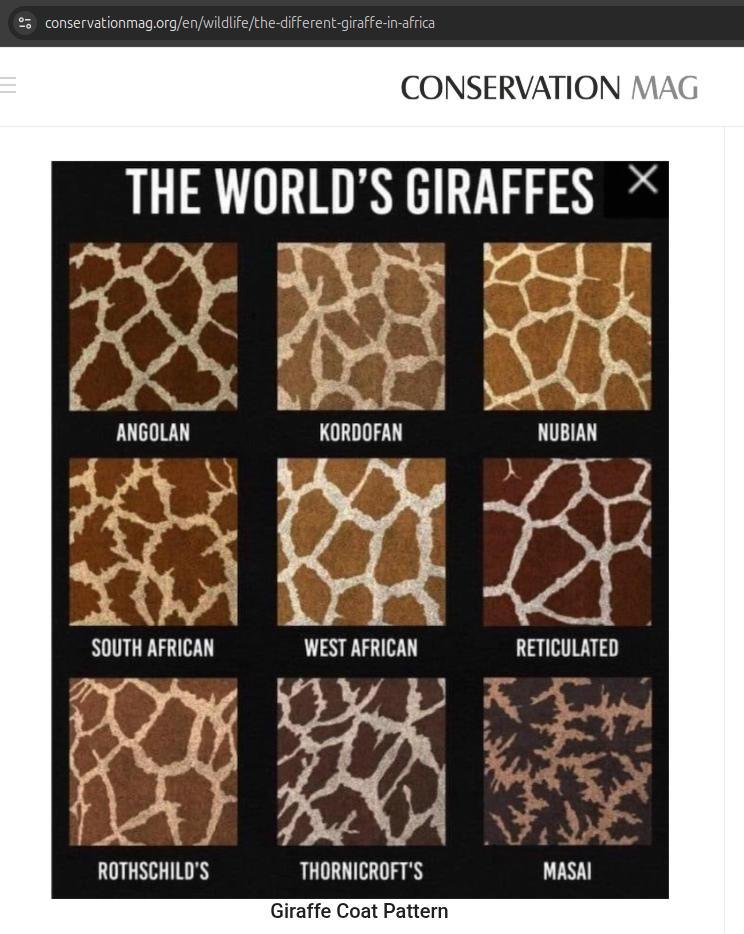 conservationmag.org/en/wildlife/the-different-giraffe-in-africa
CONSERVATION MAG
THE WORLD'S GIRAFFES
ANGOLAN
KORDOFAN
NUBIAN
SOUTH AFRICAN
WEST AFRICAN
RETICULATED
ROTHSCHILD'S
THORNICROFT'S
MASAI
Giraffe Coat Pattern